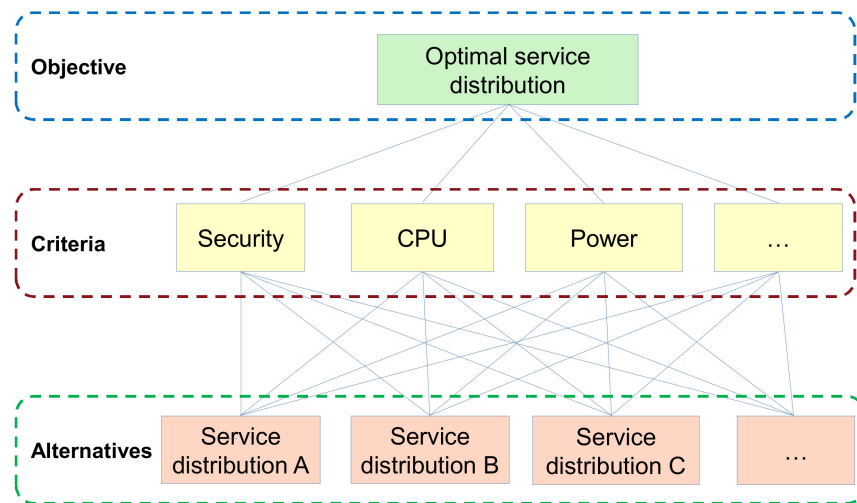 Objective
Optimal service
distribution
Criteria
Security
CPU
Power
…
Alternatives
Service
distribution A
Service
distribution B
Service
distribution C
…